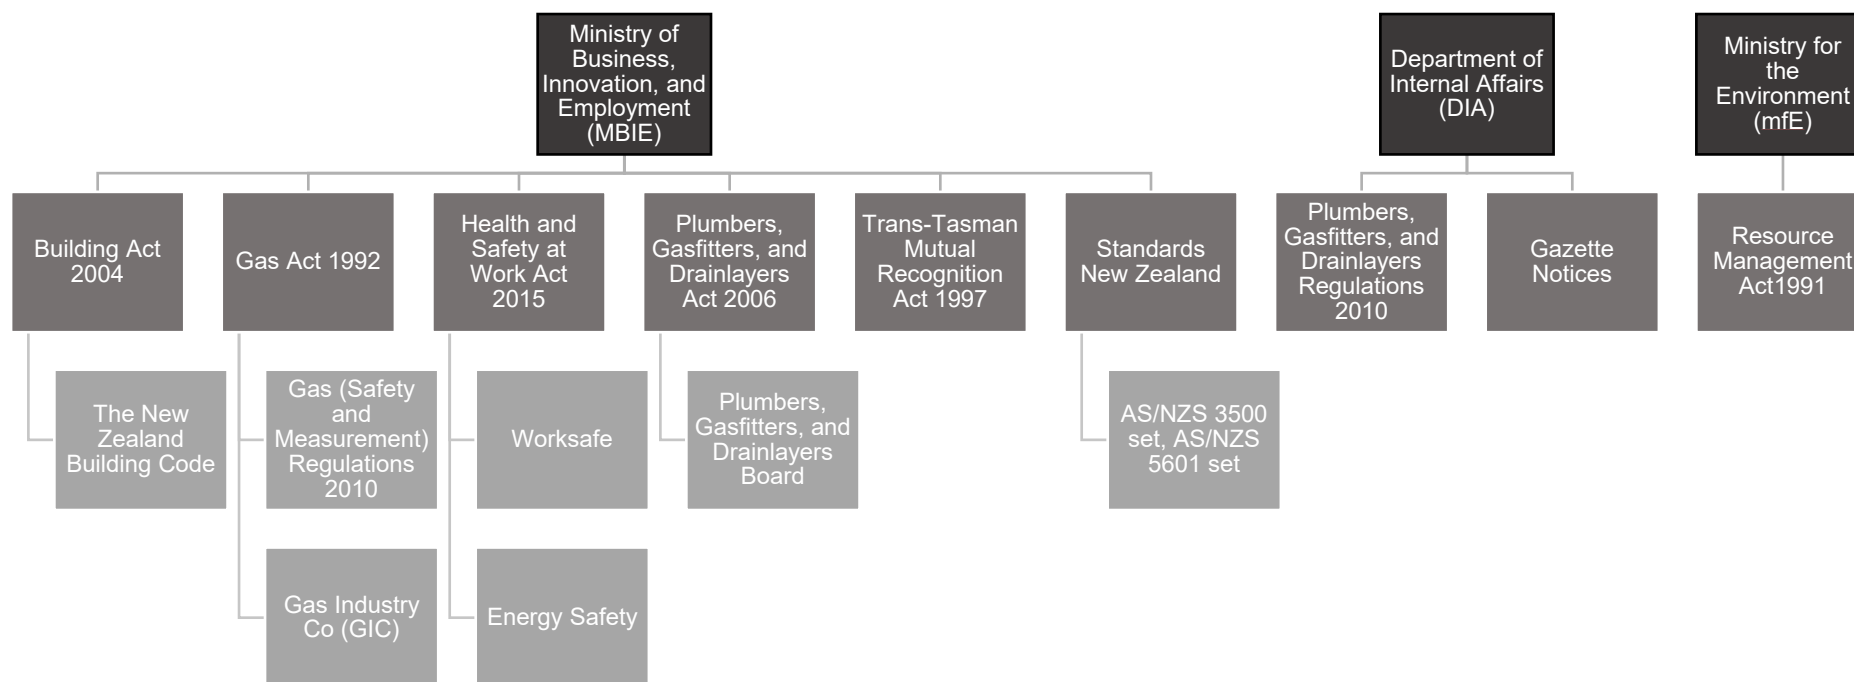 Ministry of
Business,
Innovation, and
Employment
(MBIE)
Department of
Internal Affairs
(DIA)
Ministry for
the
Environment
(mfE)
Building Act
2004
Gas Act 1992
Health and
Safety at
Work Act
2015
Plumbers,
Gasfitters, and
Drainlayers
Act 2006
Trans-Tasman
Mutual
Recognition
Act 1997
Standards
New Zealand
Plumbers,
Gasfitters, and
Drainlayers
Regulations
2010
Gazette
Notices
Resource
Management
Act1991
The New
Zealand
Building Code
Gas (Safety
and
Measurement)
Regulations
2010
Worksafe
Plumbers,
Gasfitters, and
Drainlayers
Board
AS/NZS 3500
set, AS/NZS
5601 set
Gas Industry
Co (GIC)
Energy Safety